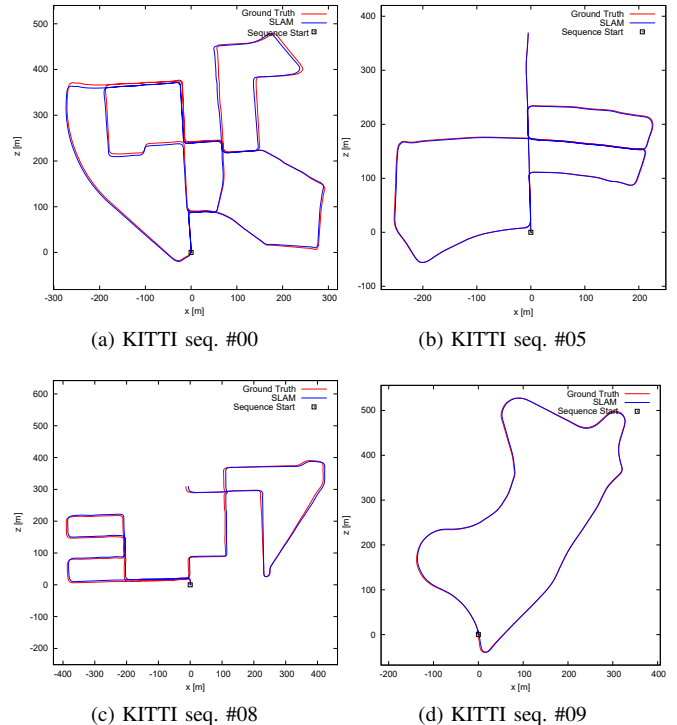 Ground Truth
SLAM
Sequence Start
500
400
300
200
100
0
z [m]
-300 -200 -100 0 100 200 300
x [m]
(a) KITTI seq. #00
Ground Truth
SLAM
Sequence Start
400
300
200
100
0
-100
z [m]
-200 -100 0 100 200
x [m]
(b) KITTI seq. #05
Ground Truth
SLAM
Sequence Start
600
500
400
300
200
100
0
-100
-200
z [m]
-400 -300 -200 -100 0 100 200 300 400
x [m]
(c) KITTI seq. #08
Ground Truth
SLAM
Sequence Start
500
400
300
200
100
0
z [m]
-200 -100 0 100 200 300 400
x [m]
(d) KITTI seq. #09